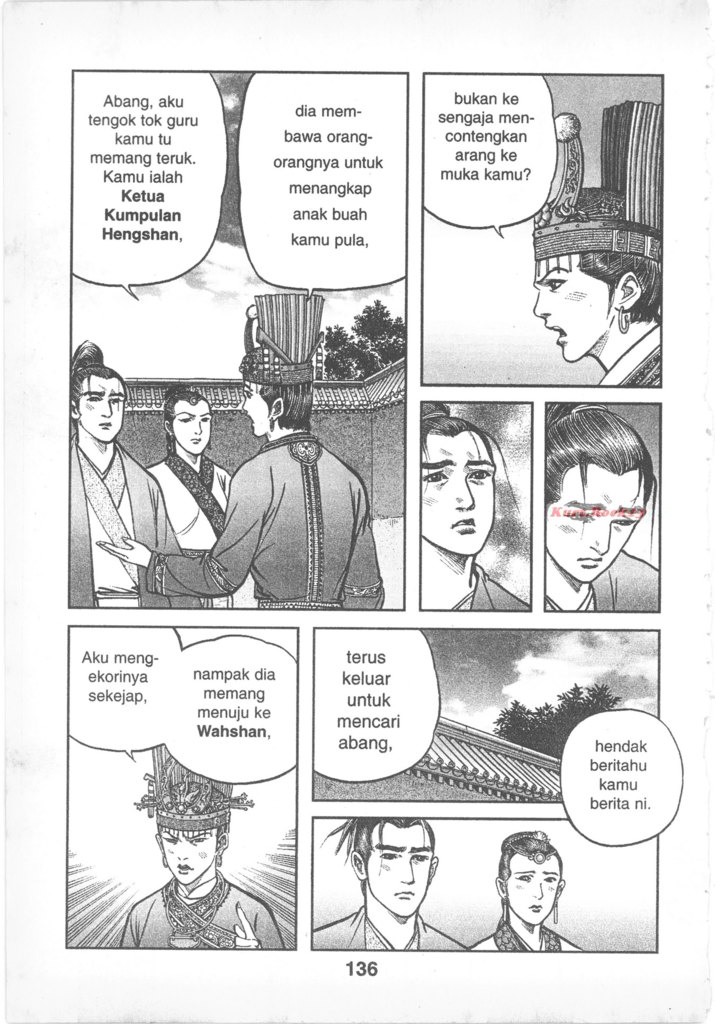 Abang, aku
tengok tok guru
kamu tu
memang teruk.
Kamu ialah
Ketua
Kumpulan
Hengshan,
dia mem-
bawa orang-
orangnya untuk
menangkap
anak buah
kamu pula,
bukan ke
sengaja men-
contengkan
arang ke
muka kamu?
Aku meng-
ekorinya
sekejap,
nampak dia
memang
menuju ke
Wahshan,
terus
keluar
untuk
mencari
abang,
hendak
beritahu
kamu
berita ni.
136